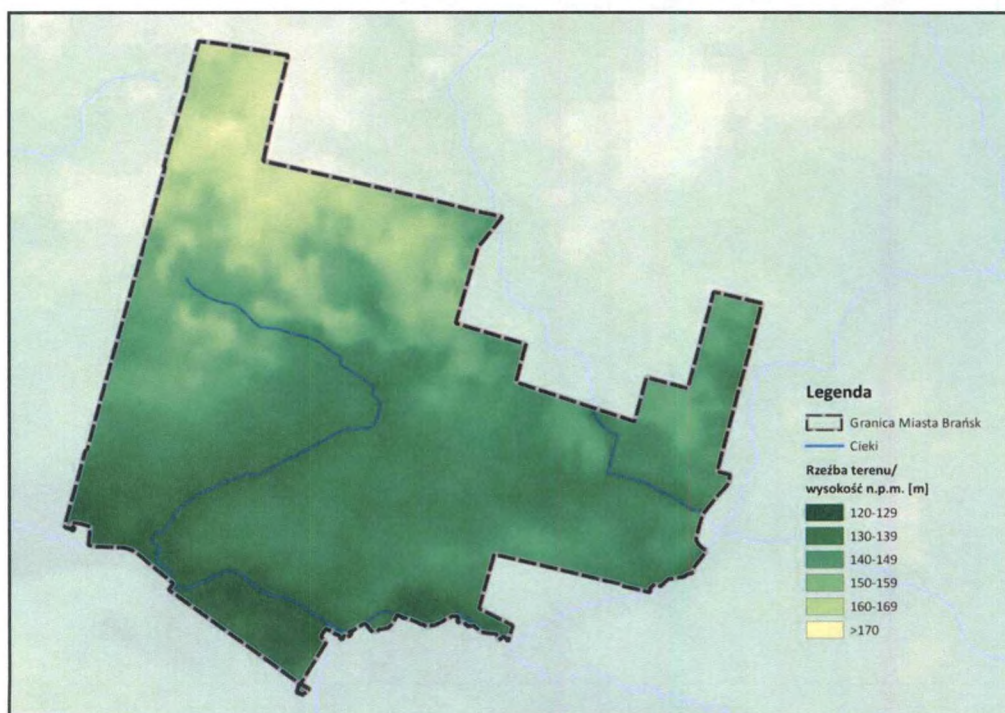 Legenda
Granica Miasta Brańsk
Cieki
Rzeźba terenu/
wysokość n.p.m. [m]
120-129
130-139
140-149
150-159
160-169
>170